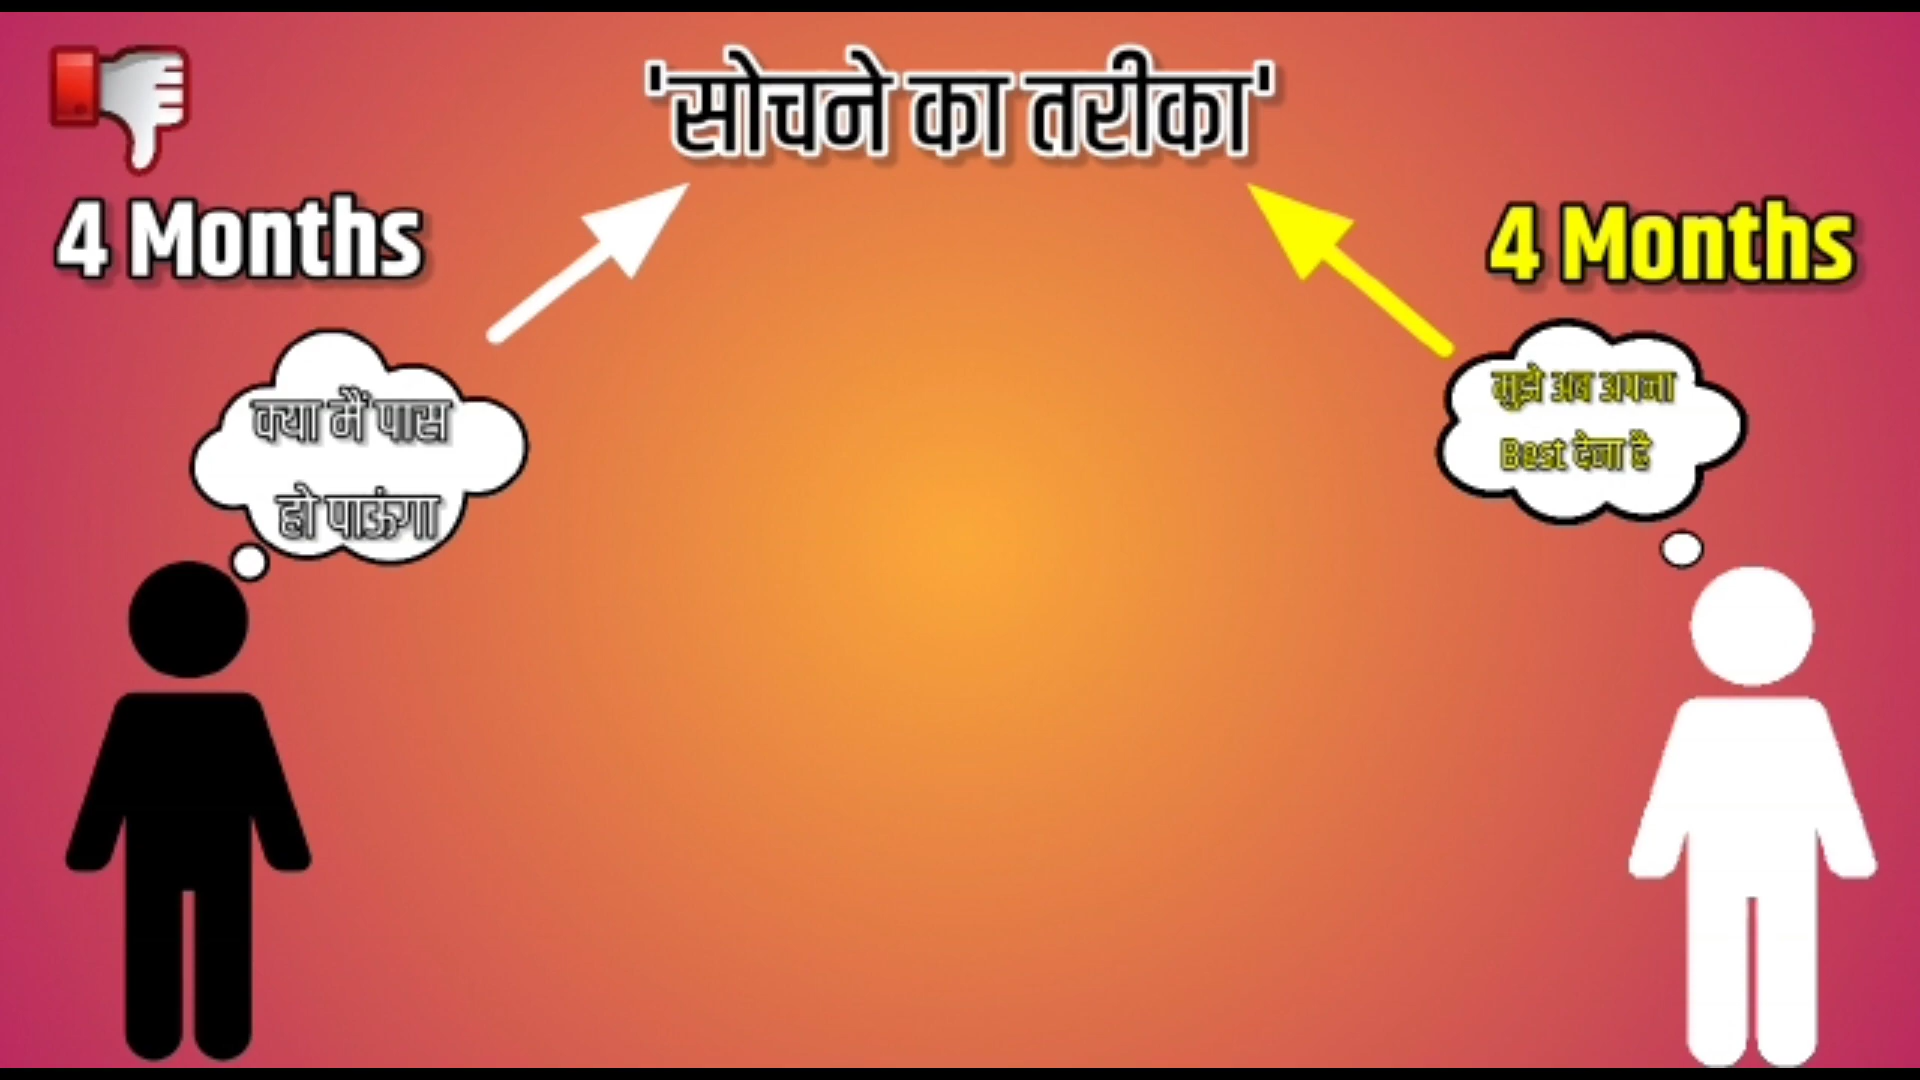 'सोचने का तरीका'
4 Months
4 Months
क्या मैं पास
हो पाऊंगा
मुझे अब अपना
Best देना है